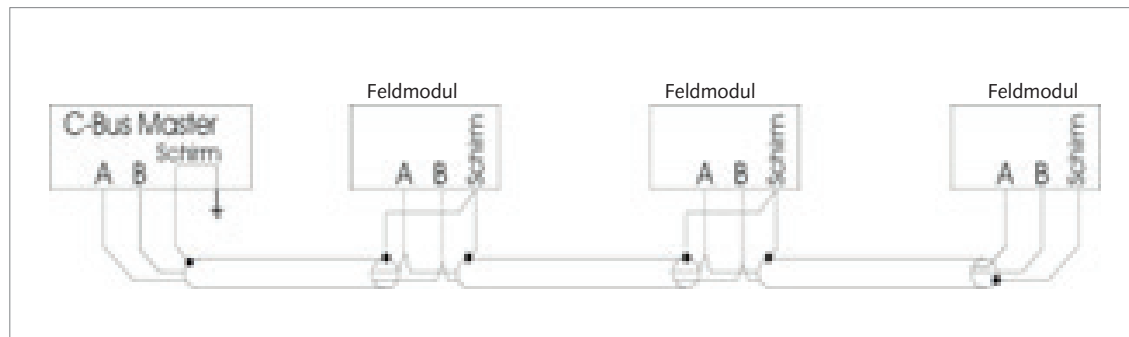 Feldmodul Feldmodul Feldmodul
C-Bus Master
Schirm
A B
A B Schirm
A B Schirm
A B Schirm